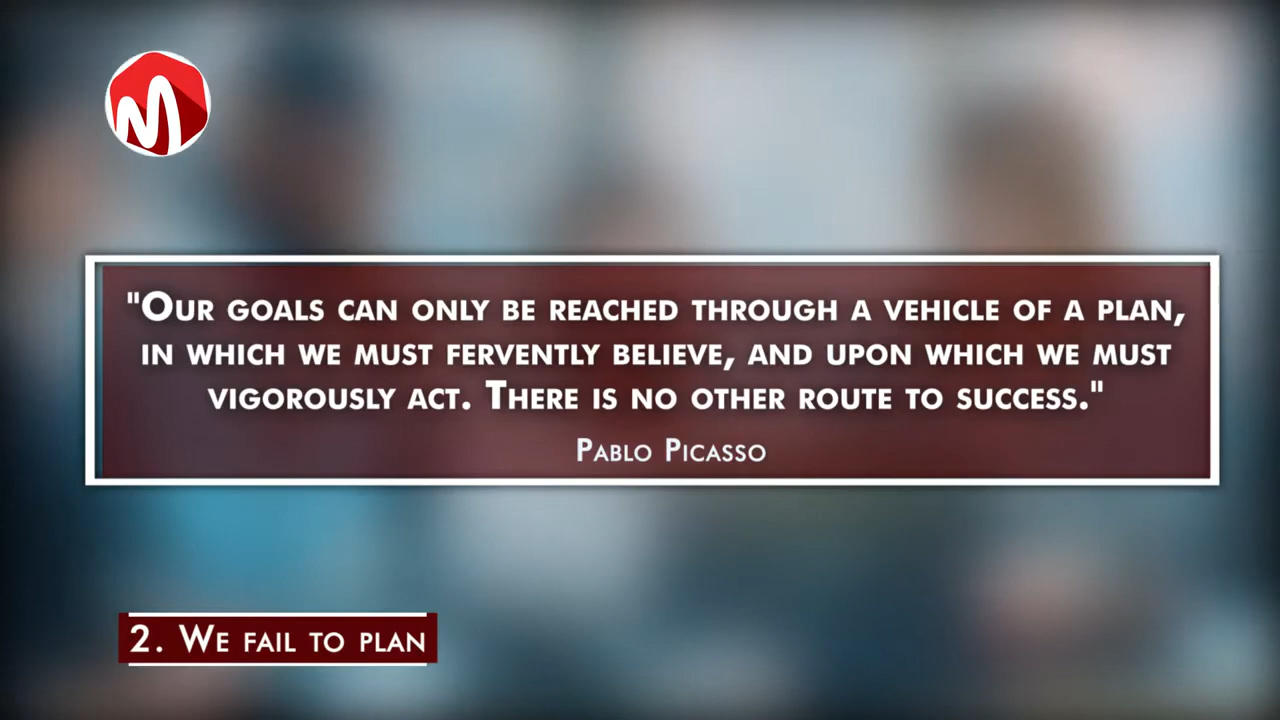 "Our goals can only be reached through a vehicle of a plan,
in which we must fervently believe, and upon which we must
vigorously act. There is no other route to success."
Pablo Picasso
2. We fail to plan